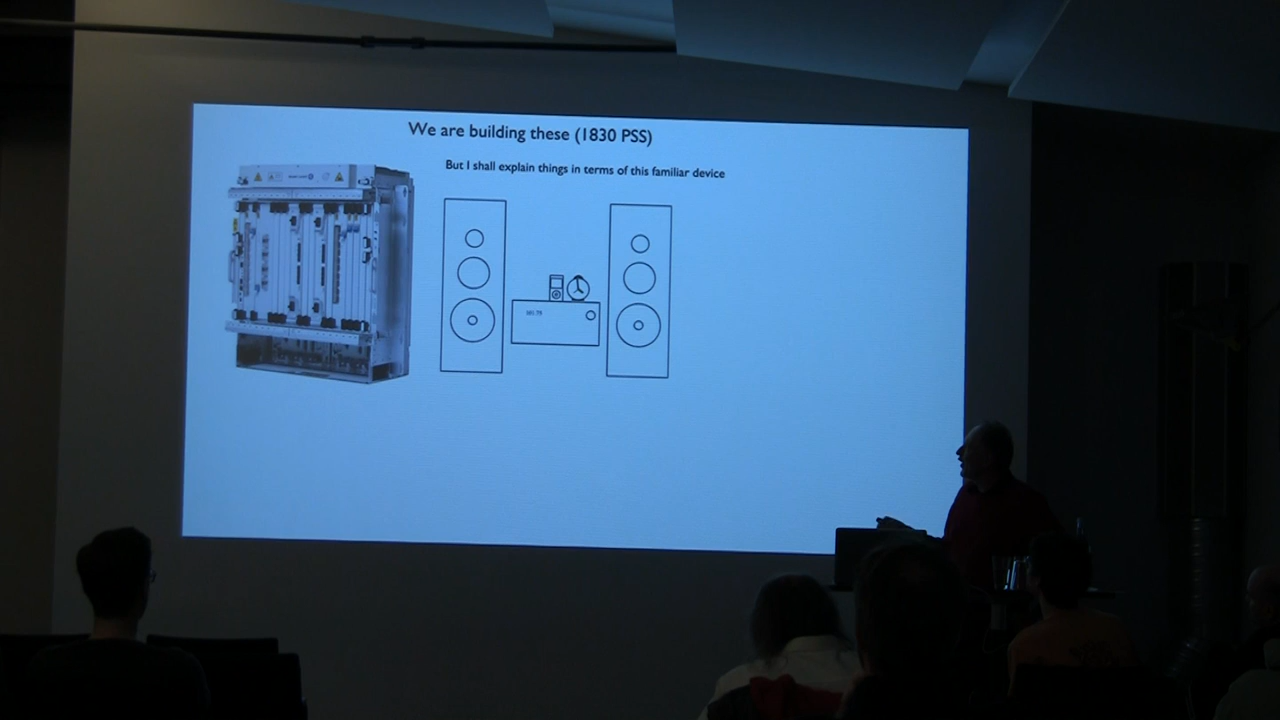 We are building these (1830 PSS)
But I shall explain things in terms of this familiar device